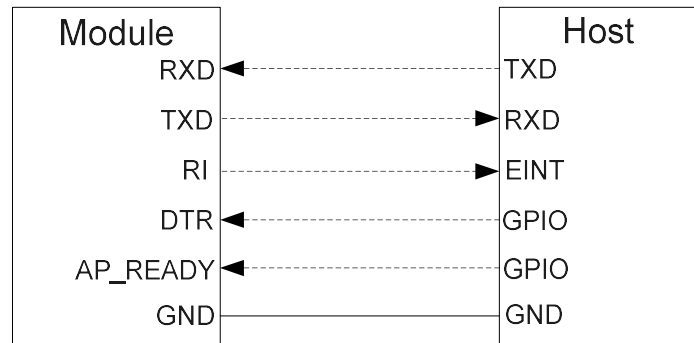 Module Host
RXD TXD
TXD RXD
RI EINT
DTR GPIO
AP_READY GPIO
GND GND